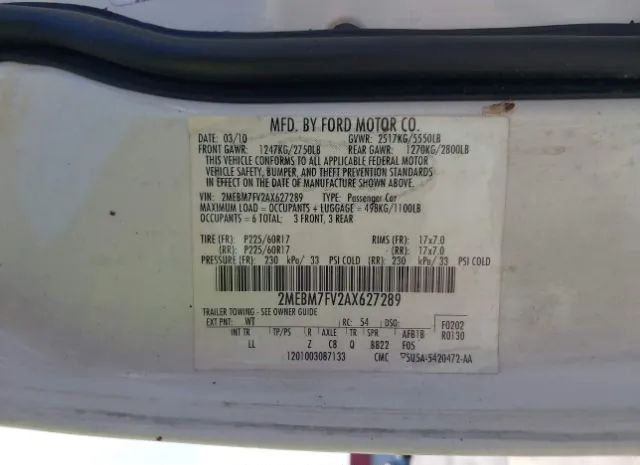 MFD. BY FORD MOTOR CO.
DATE: 03/10 GVWR: 2517KG/5550LB
FRONT GAWR: 1247KG/2750LB REAR GAWR: 1270KG/2800LB
THIS VEHICLE CONFORMS TO ALL APPLICABLE FEDERAL MOTOR
VEHICLE SAFETY, BUMPER, AND THEFT PREVENTION STANDARDS
IN EFFECT ON THE DATE OF MANUFACTURE SHOWN ABOVE.
VIN: 2MEBM7FV2AX627289 TYPE: Passenger Car
MAXIMUM LOAD = OCCUPANTS + LUGGAGE = 498KG/1100LB
OCCUPANTS = 6 TOTAL: 3 FRONT, 3 REAR
TIRE (FR): P225/60R17 RIMS (FR): 17x7.0
(RR): P225/60R17 (RR): 17x7.0
PRESSURE (FR): 230 kPa/ 33 PSI COLD (RR): 230 kPa/ 33 PSI COLD
2MEBM7FV2AX627289
TRAILER TOWING - SEE OWNER GUIDE
EXT PNT: WT RC: 54 DSO: F0202
INT TR TP/PS R AXLE TR SPR AFB1B R0130
LL Z C8 Q BB22 F05
1201003087133 CMC 5U5A-5420472-AA